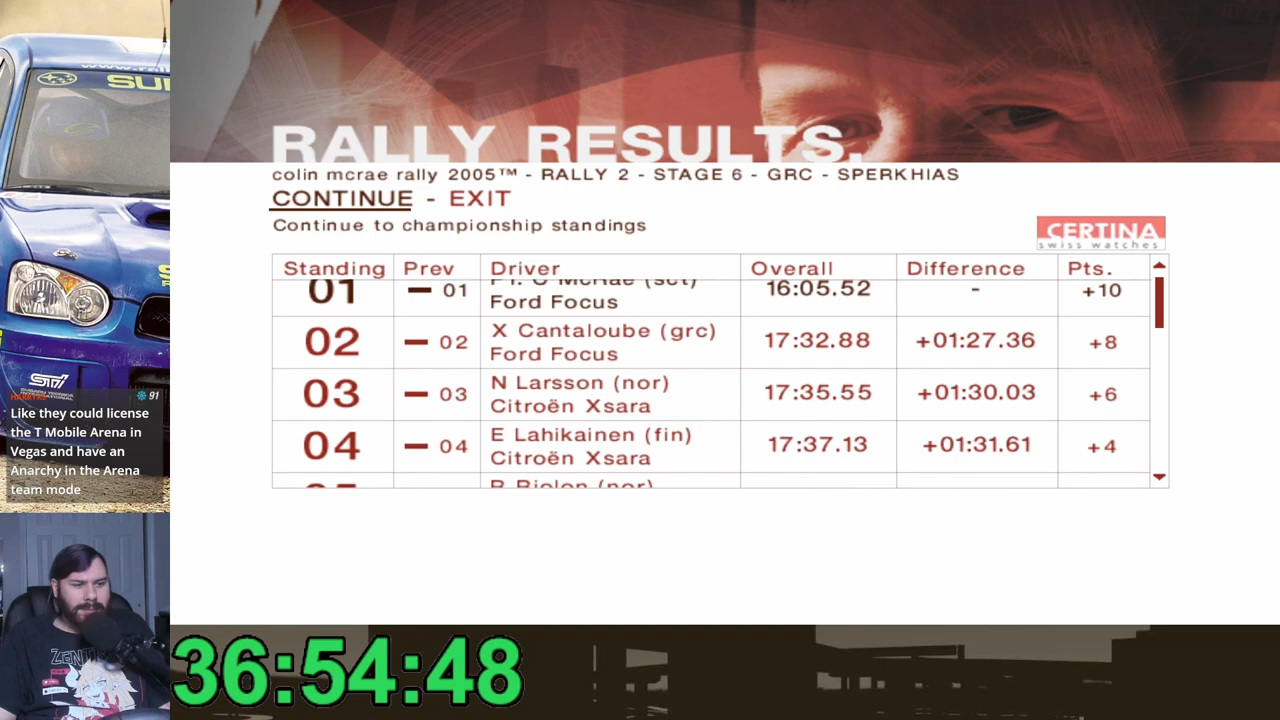 RALLY RESULTS.
colin mcrae rally 2005™ - RALLY 2 - STAGE 6 - GRC - SPERKHIAS
CONTINUE - EXIT
Continue to championship standings
CERTINA
swiss watches
Standing Prev Driver Overall Difference Pts.
01 01 McRae (sct) 16:05.52 - +10
Ford Focus
02 02 X Cantaloube (grc) 17:32.88 +01:27.36 +8
Ford Focus
03 03 N Larsson (nor) 17:35.55 +01:30.03 +6
Citroën Xsara
04 04 E Lahikainen (fin) 17:37.13 +01:31.61 +4
Citroën Xsara
SU
STI
91
Like they could license
the T Mobile Arena in
Vegas and have an
Anarchy in the Arena
team mode
36:54:48